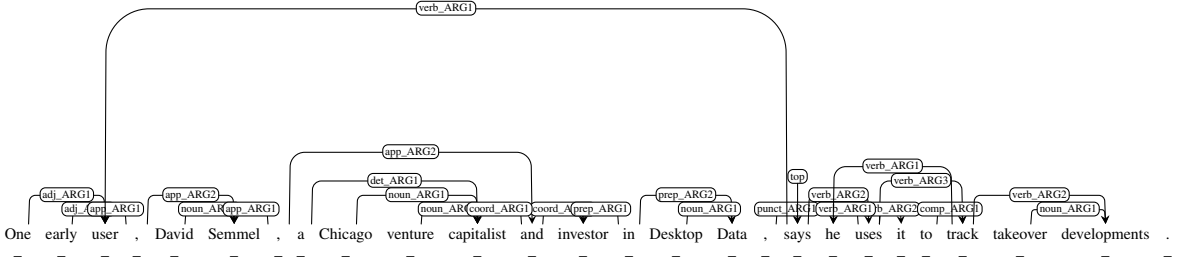 verb_ARG1
app_ARG2
verb_ARG1
det_ARG1 top verb_ARG3
adj_ARG1 app_ARG2 noun_ARG1 prep_ARG2 verb_ARG2 verb_ARG2
app_ARG1 app_ARG1 coord_ARG1 prep_ARG1 noun_ARG1 punct_ARG1 verb_ARG1 comp_ARG1 noun_ARG1
One early user , David Semmel , a Chicago venture capitalist and investor in Desktop Data , says he uses it to track takeover developments .
_ _ _ _ _ _ _ _ _ _ _ _ _ _ _ _ _ _ _ _ _ _ _ _ _ _